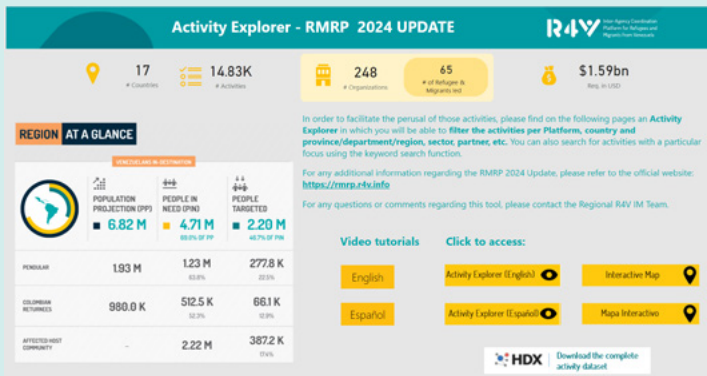 Activity Explorer - RMRP 2024 UPDATE
R4V
Inter-Agency Coordination
Platform for Refugees and
Migrants from Venezuela
17
# Countries
14.83K
# Activities
248
# Organizations
65
# of Refugee &
Migrants led
$1.59bn
Req. in USD
REGION AT A GLANCE
VENEZUELANS IN-DESTINATION
POPULATION
PROJECTION (PP)
6.82 M
PEOPLE IN
NEED (PIN)
4.71 M
PEOPLE
TARGETED
2.20 M
46.7% OF PIN
PENDULAR
1.93 M
1.23 M
63.8%
277.8 K
22.5%
COLOMBIAN
RETURNEES
980.0 K
512.5 K
52.3%
66.1 K
12.9%
AFFECTED HOST
COMMUNITY
-
2.22 M
387.2 K
17.4%
In order to facilitate the perusal of those activities, please find on the following pages an Activity
Explorer in which you will be able to filter the activities per Platform, country and
province/department/region, sector, partner, etc. You can also search for activities with a particular
focus using the keyword search function.
For any additional information regarding the RMRP 2024 Update, please refer to the official website:
https://rmrp.r4v.info
For any questions or comments regarding this tool, please contact the Regional R4V IM Team.
Video tutorials
Click to access:
English
Activity Explorer (English)
Interactive Map
Español
Activity Explorer (Español)
Mapa Interactivo
HDX
Download the complete
activity dataset